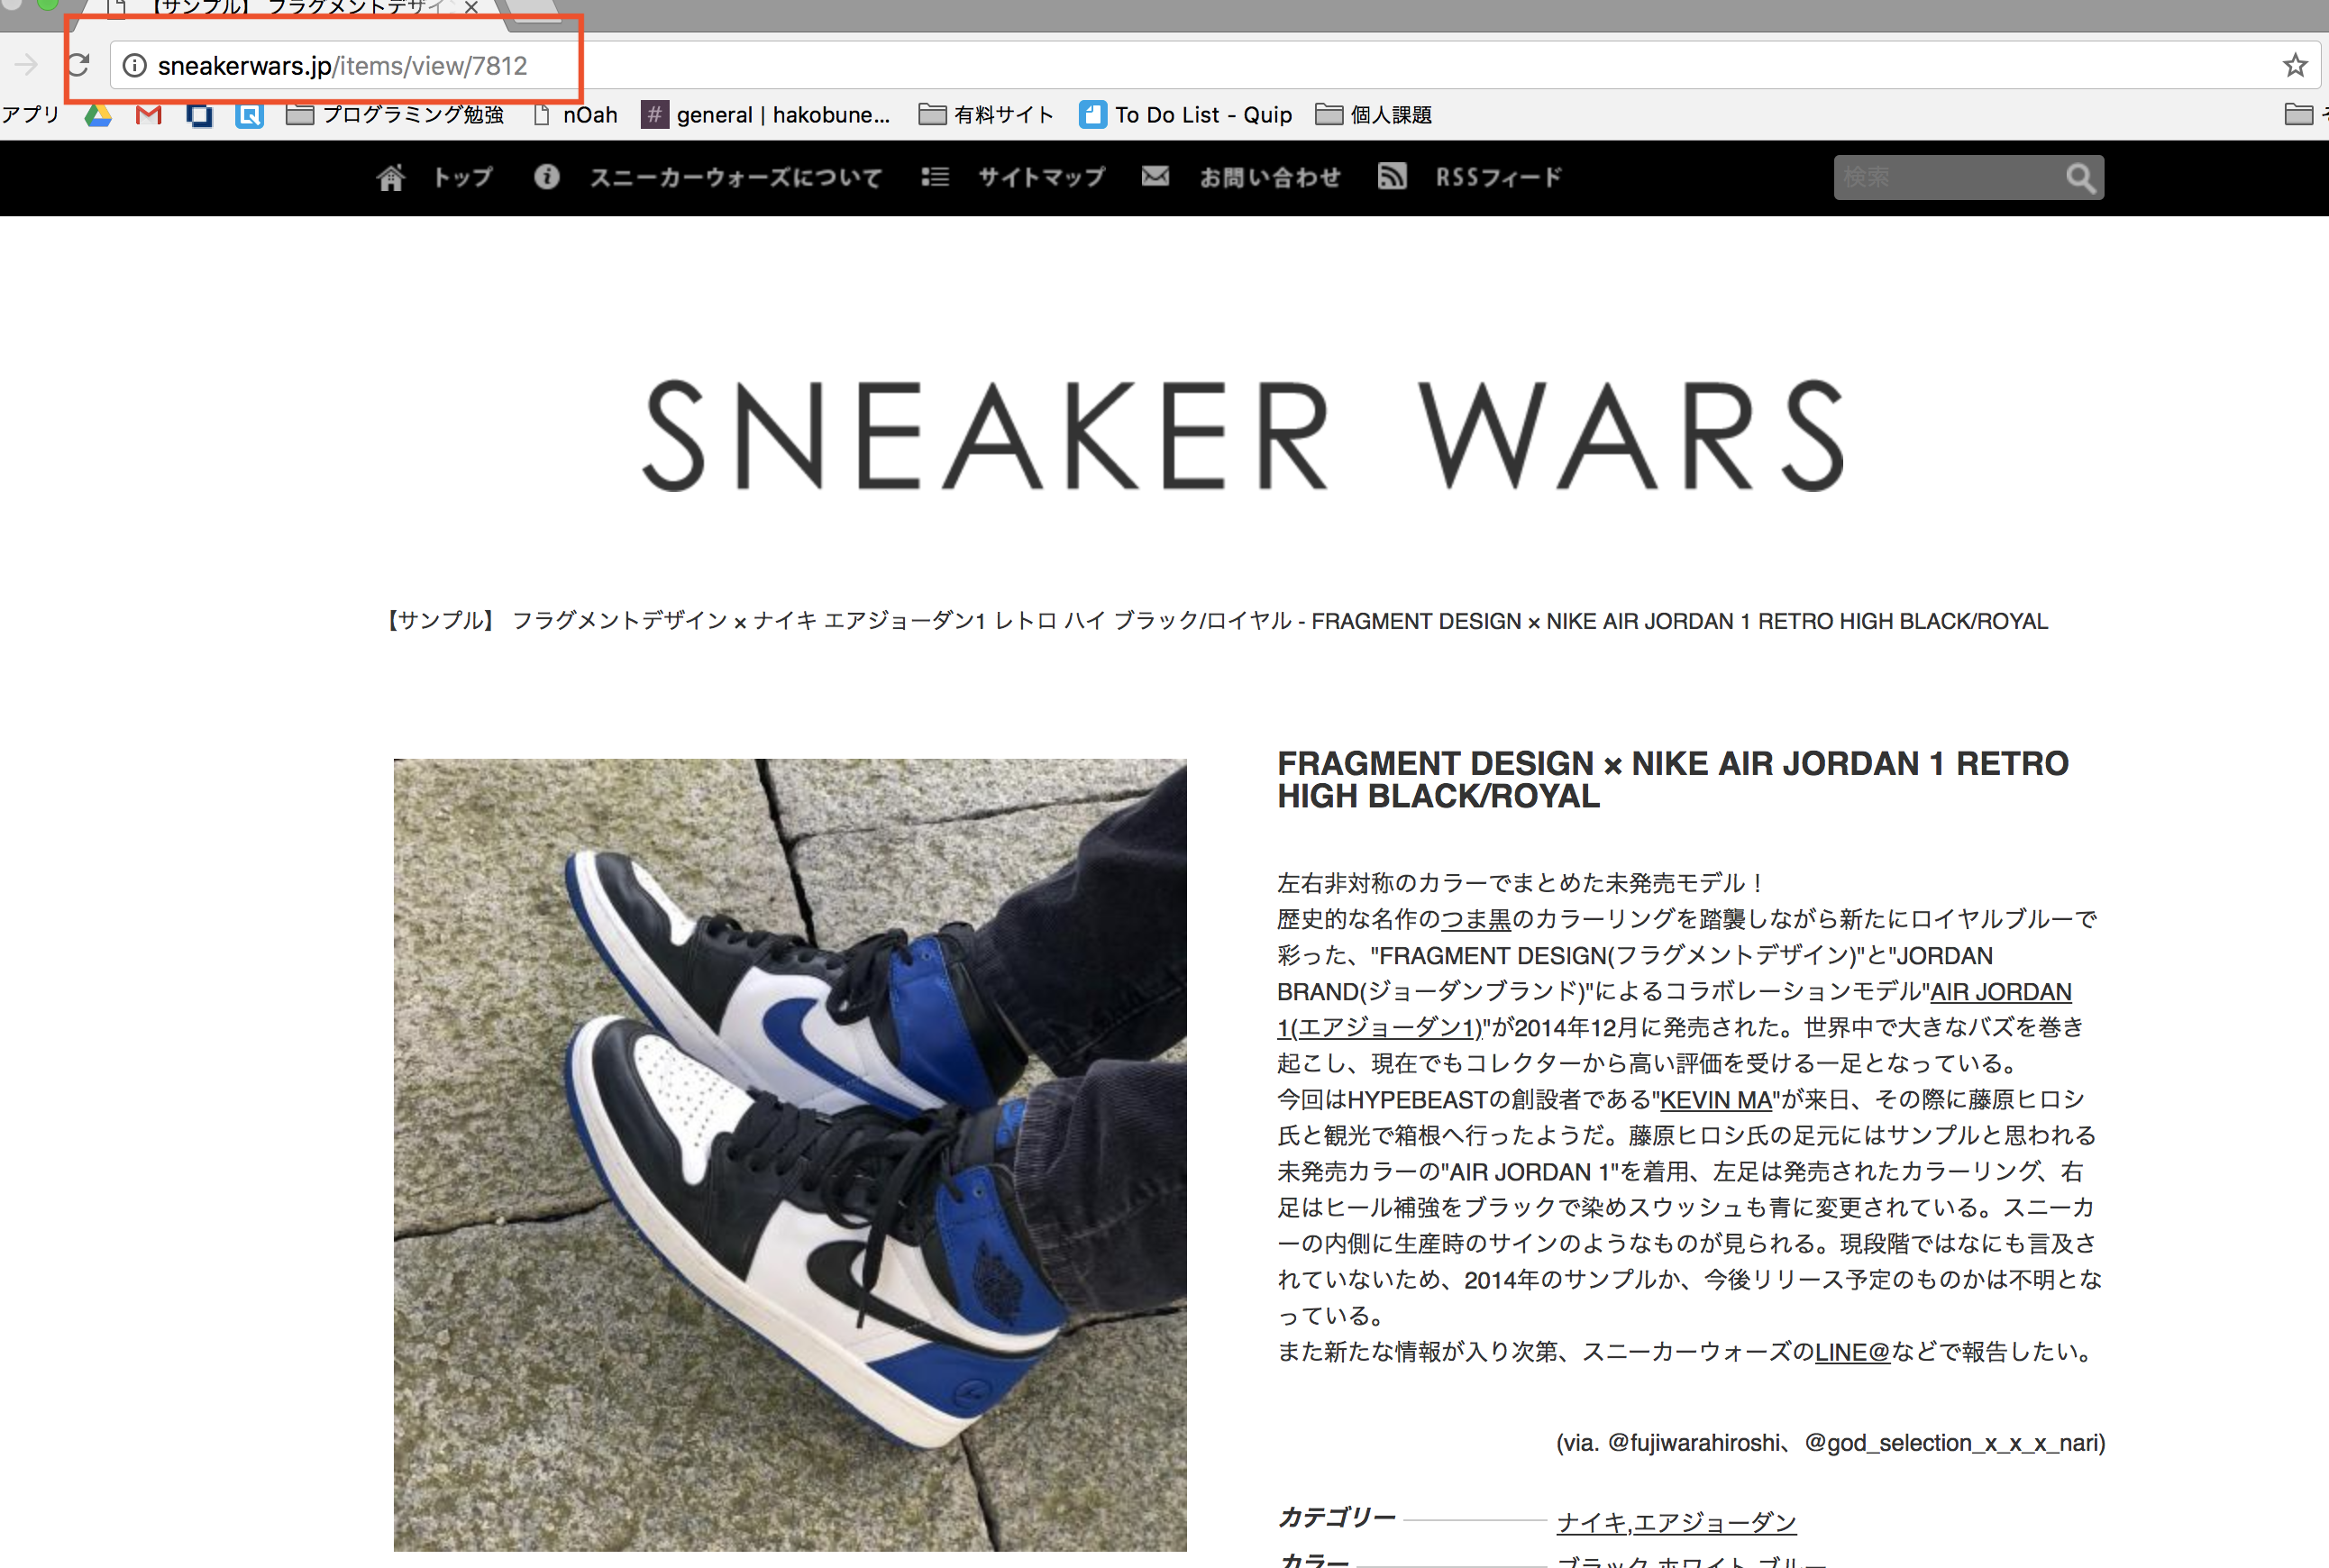 【サンプル】 フラグメントデザイ
sneakerwars.jp/items/view/7812
アプリ プログラミング勉強 nOah # general | hakobune... 有料サイト To Do List - Quip 個人課題
トップ スニーカーウォーズについて サイトマップ お問い合わせ RSSフィード 検索
SNEAKER WARS
【サンプル】 フラグメントデザイン × ナイキ エアジョーダン1 レトロ ハイ ブラック/ロイヤル - FRAGMENT DESIGN × NIKE AIR JORDAN 1 RETRO HIGH BLACK/ROYAL
FRAGMENT DESIGN × NIKE AIR JORDAN 1 RETRO
HIGH BLACK/ROYAL
左右非対称のカラーでまとめた未発売モデル！
歴史的な名作のつま黒のカラーリングを踏襲しながら新たにロイヤルブルーで
彩った、"FRAGMENT DESIGN(フラグメントデザイン)"と"JORDAN
BRAND(ジョーダンブランド)"によるコラボレーションモデル"AIR JORDAN
1(エアジョーダン1)"が2014年12月に発売された。世界中で大きなバズを巻き
起こし、現在でもコレクターから高い評価を受ける一足となっている。
今回はHYPEBEASTの創設者である"KEVIN MA"が来日、その際に藤原ヒロシ
氏と観光で箱根へ行ったようだ。藤原ヒロシ氏の足元にはサンプルと思われる
未発売カラーの"AIR JORDAN 1"を着用、左足は発売されたカラーリング、右
足はヒール補強をブラックで染めスウッシュも青に変更されている。スニーカ
ーの内側に生産時のサインのようなものが見られる。現段階ではなにも言及さ
れていないため、2014年のサンプルか、今後リリース予定のものかは不明とな
っている。
また新たな情報が入り次第、スニーカーウォーズのLINE@などで報告したい。
(via. @fujiwarahiroshi、@god_selection_x_x_x_nari)
カテゴリー ナイキ,エアジョーダン
カラー ブラック,ホワイト,ブルー